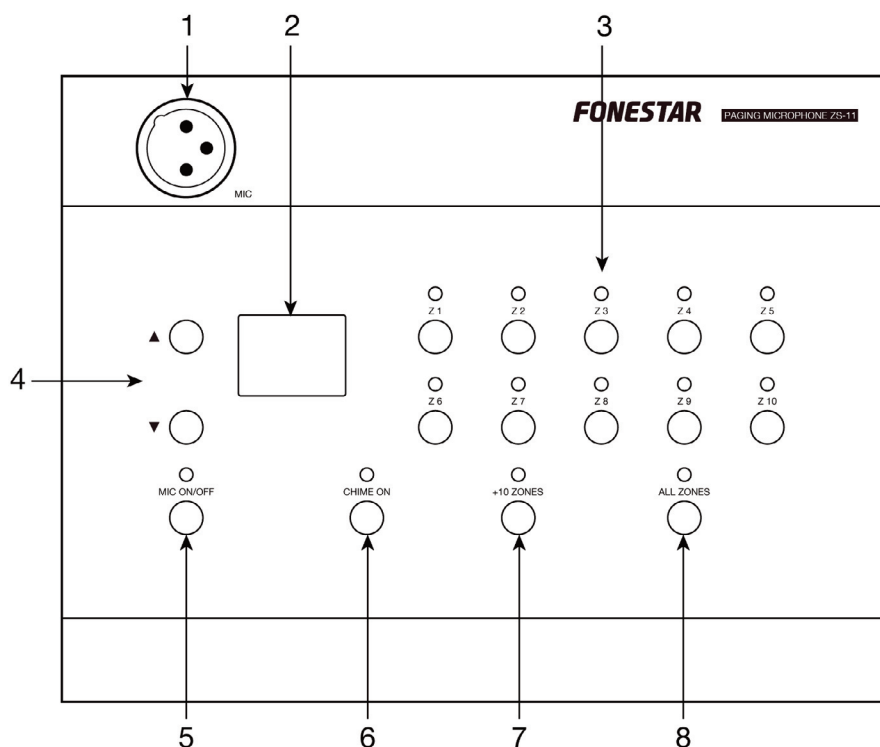 1 2 3
FONESTAR PAGING MICROPHONE ZS-11
MIC
Z 1 Z 2 Z 3 Z 4 Z 5
▲
4
Z 6 Z 7 Z 8 Z 9 Z 10
▼
MIC ON/OFF CHIME ON +10 ZONES ALL ZONES
5 6 7 8